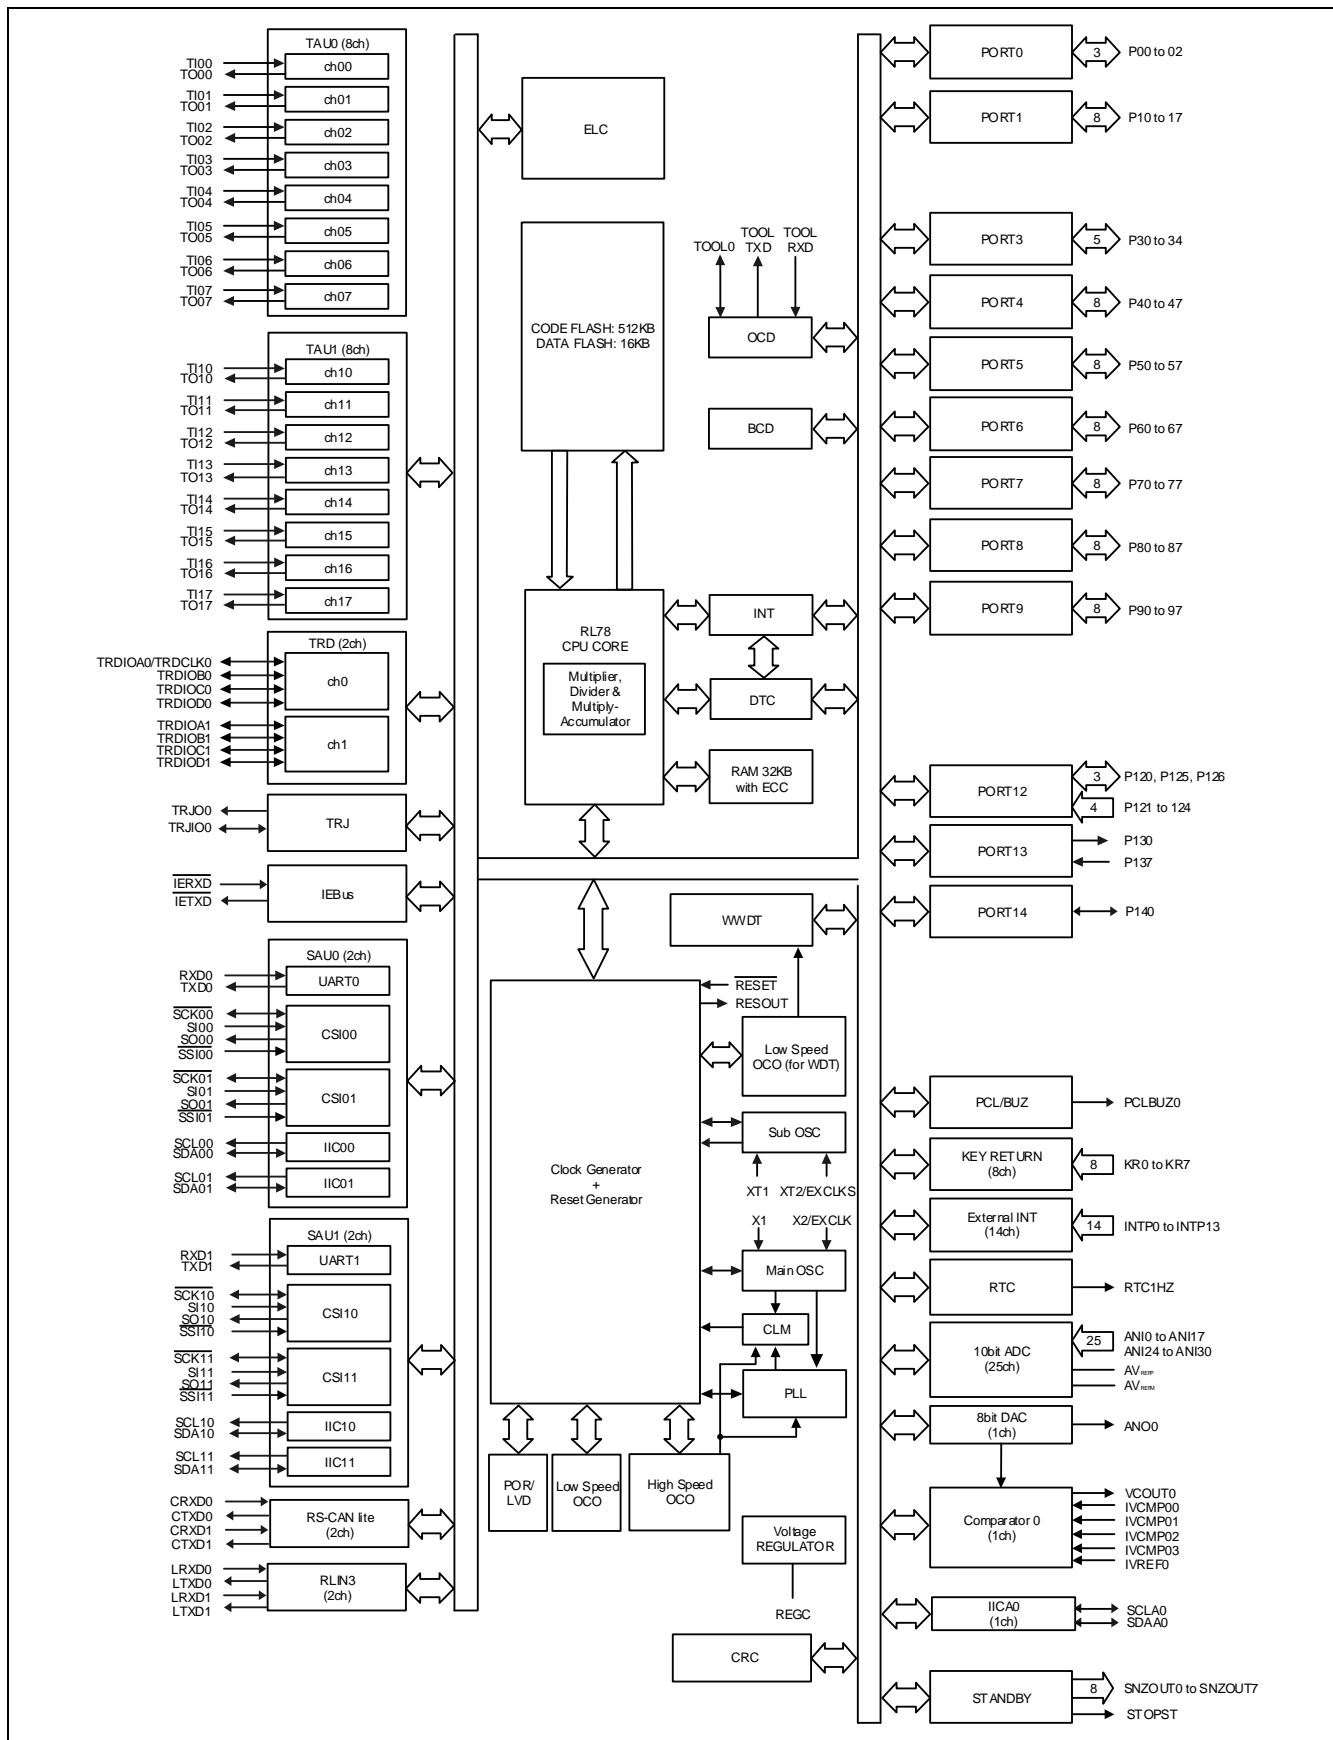 TAU0 (8ch)
TI00
TO00
ch00
TI01
TO01
ch01
TI02
TO02
ch02
TI03
TO03
ch03
TI04
TO04
ch04
TI05
TO05
ch05
TI06
TO06
ch06
TI07
TO07
ch07
TAU1 (8ch)
TI10
TO10
ch10
TI11
TO11
ch11
TI12
TO12
ch12
TI13
TO13
ch13
TI14
TO14
ch14
TI15
TO15
ch15
TI16
TO16
ch16
TI17
TO17
ch17
TRD (2ch)
TRDIOA0/TRDCLK0
TRDIOB0
TRDIOC0
TRDIOD0
ch0
TRDIOA1
TRDIOB1
TRDIOC1
TRDIOD1
ch1
TRJO0
TRJIO0
TRJ
IERXD
IETXD
IEBus
SAU0 (2ch)
RXD0
TXD0
UART0
SCK00
SI00
SO00
SSI00
CSI00
SCK01
SI01
SO01
SSI01
CSI01
SCL00
SDA00
IIC00
SCL01
SDA01
IIC01
SAU1 (2ch)
RXD1
TXD1
UART1
SCK10
SI10
SO10
SSI10
CSI10
SCK11
SI11
SO11
SSI11
CSI11
SCL10
SDA10
IIC10
SCL11
SDA11
IIC11
CRXD0
CTXD0
CRXD1
CTXD1
RS-CAN lite
(2ch)
LRXD0
LTXD0
LRXD1
LTXD1
RLIN3
(2ch)
ELC
CODE FLASH: 512KB
DATA FLASH: 16KB
TOOL0
TOOL
TXD
TOOL
RXD
OCD
BCD
RL78
CPU CORE
Multiplier,
Divider &
Multiply-
Accumulator
INT
DTC
RAM 32KB
with ECC
WWDT
RESET
RESOUT
Low Speed
OCO (for WDT)
Clock Generator
+
Reset Generator
Sub OSC
XT1
XT2/EXCLKS
X1
X2/EXCLK
Main OSC
CLM
PLL
POR/
LVD
Low Speed
OCO
High Speed
OCO
Voltage
REGULATOR
REGC
CRC
PORT0
3
P00 to 02
PORT1
8
P10 to 17
PORT3
5
P30 to 34
PORT4
8
P40 to 47
PORT5
8
P50 to 57
PORT6
8
P60 to 67
PORT7
8
P70 to 77
PORT8
8
P80 to 87
PORT9
8
P90 to 97
PORT12
3
P120, P125, P126
4
P121 to 124
PORT13
P130
P137
PORT14
P140
PCL/BUZ
PCLBUZ0
KEY RETURN
(8ch)
8
KR0 to KR7
External INT
(14ch)
14
INTP0 to INTP13
RTC
RTC1HZ
10bit ADC
(25ch)
25
ANI0 to ANI17
ANI24 to ANI30
AVREFP
AVREFM
8bit DAC
(1ch)
ANO0
Comparator 0
(1ch)
VCOUT0
IVCMP00
IVCMP01
IVCMP02
IVCMP03
IVREF0
IICA0
(1ch)
SCLA0
SDAA0
STANDBY
8
SNZOUT0 to SNZOUT7
STOPST